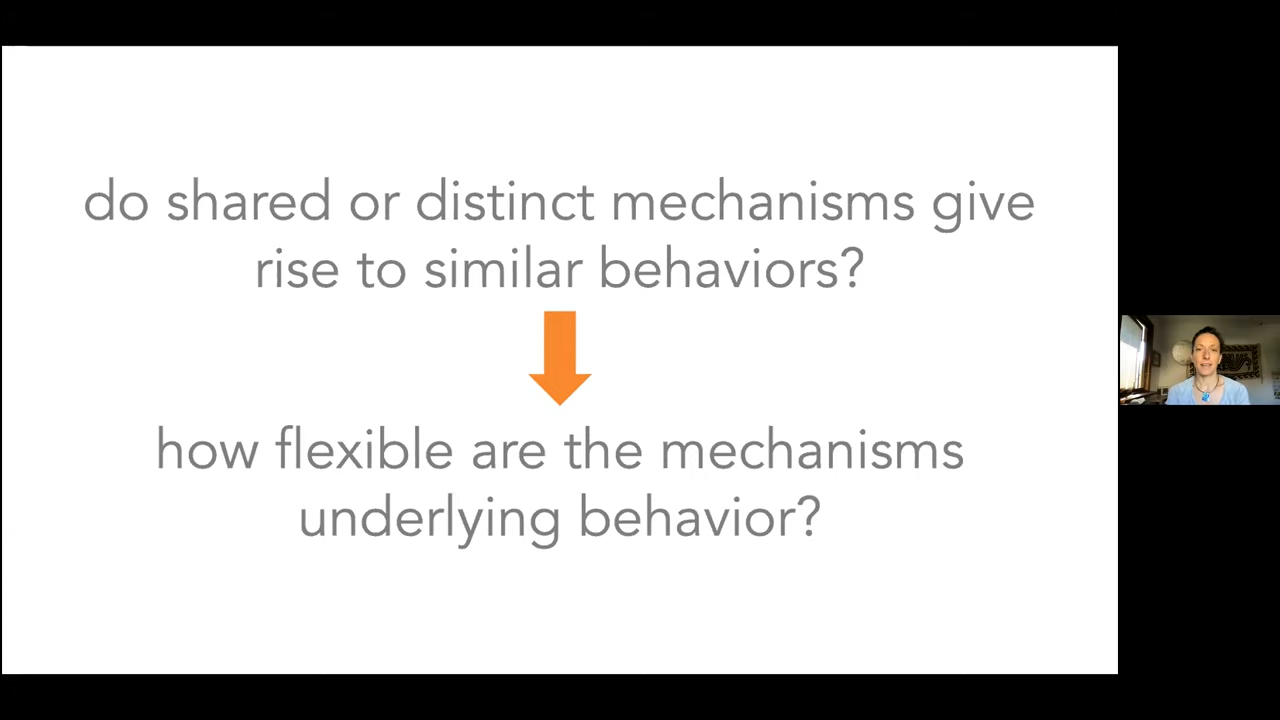 do shared or distinct mechanisms give
rise to similar behaviors?
how flexible are the mechanisms
underlying behavior?